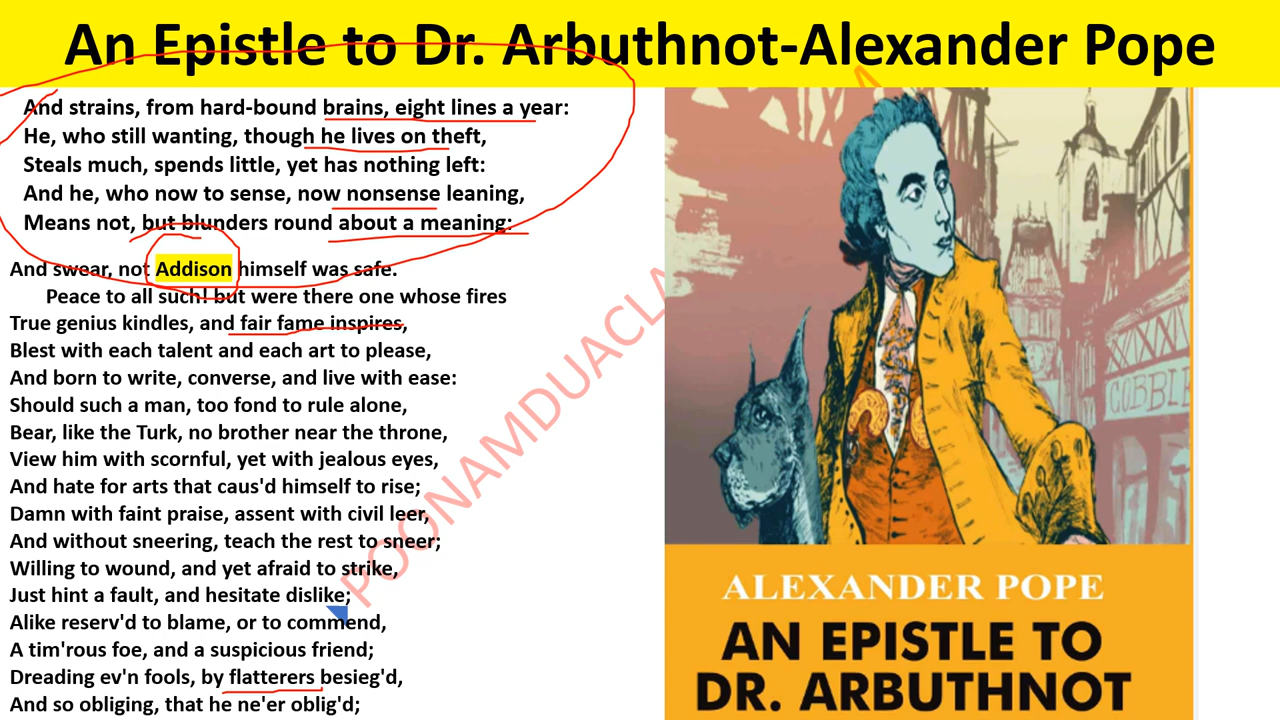 An Epistle to Dr. Arbuthnot-Alexander Pope
And strains, from hard-bound brains, eight lines a year:
He, who still wanting, though he lives on theft,
Steals much, spends little, yet has nothing left:
And he, who now to sense, now nonsense leaning,
Means not, but blunders round about a meaning:
And swear, not Addison himself was safe.
Peace to all such! but were there one whose fires
True genius kindles, and fair fame inspires,
Blest with each talent and each art to please,
And born to write, converse, and live with ease:
Should such a man, too fond to rule alone,
Bear, like the Turk, no brother near the throne,
View him with scornful, yet with jealous eyes,
And hate for arts that caus'd himself to rise;
Damn with faint praise, assent with civil leer,
And without sneering, teach the rest to sneer;
Willing to wound, and yet afraid to strike,
Just hint a fault, and hesitate dislike;
Alike reserv'd to blame, or to commend,
A tim'rous foe, and a suspicious friend;
Dreading ev'n fools, by flatterers besieg'd,
And so obliging, that he ne'er oblig'd;
POONAMDUACLA
A
COBBLE
ALEXANDER POPE
AN EPISTLE TO
DR. ARBUTHNOT